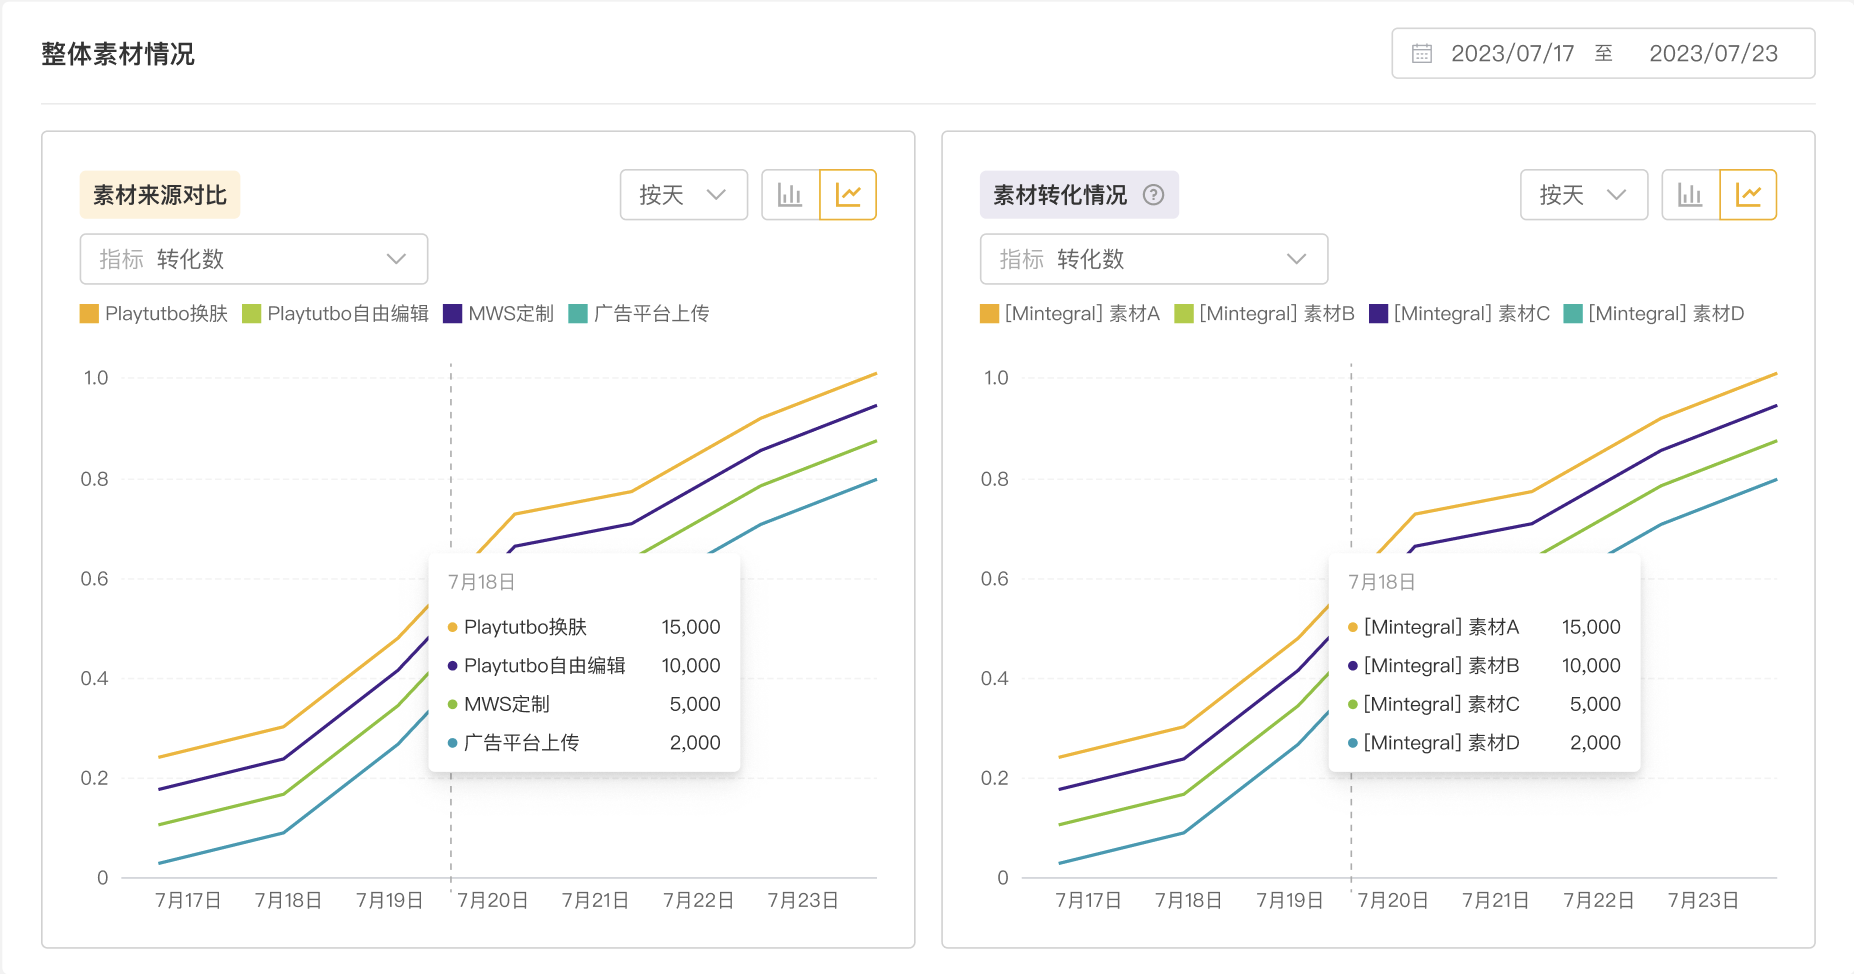 整体素材情况
2023/07/17 至 2023/07/23
素材来源对比
按天
指标 转化数
Playtutbo换肤 Playtutbo自由编辑 MWS定制 广告平台上传
1.0
0.8
0.6
0.4
0.2
0
7月17日 7月18日 7月19日 7月20日 7月21日 7月22日 7月23日
7月18日
Playtutbo换肤 15,000
Playtutbo自由编辑 10,000
MWS定制 5,000
广告平台上传 2,000
素材转化情况 ?
按天
指标 转化数
[Mintegral] 素材A [Mintegral] 素材B [Mintegral] 素材C [Mintegral] 素材D
1.0
0.8
0.6
0.4
0.2
0
7月17日 7月18日 7月19日 7月20日 7月21日 7月22日 7月23日
7月18日
[Mintegral] 素材A 15,000
[Mintegral] 素材B 10,000
[Mintegral] 素材C 5,000
[Mintegral] 素材D 2,000